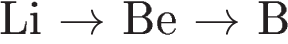 Li → Be → B